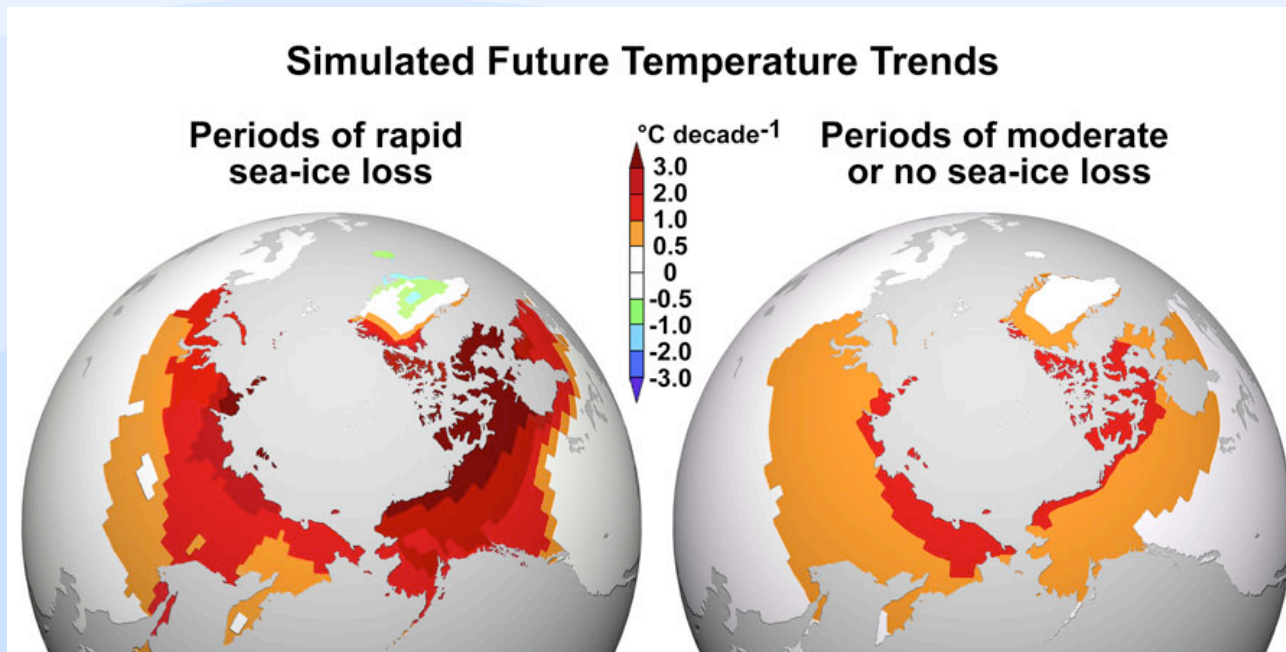 Simulated Future Temperature Trends
Periods of rapid
sea-ice loss
°C decade-1
3.0
2.0
1.0
0.5
0
-0.5
-1.0
-2.0
-3.0
Periods of moderate
or no sea-ice loss